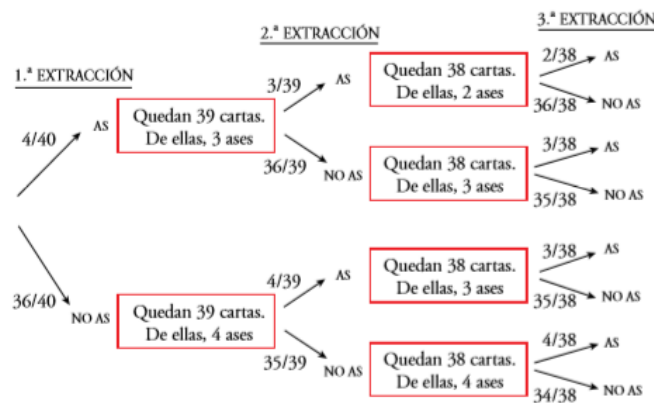 1.ª EXTRACCIÓN
4/40
AS
36/40
NO AS
Quedan 39 cartas.
De ellas, 3 ases
Quedan 39 cartas.
De ellas, 4 ases
2.ª EXTRACCIÓN
3/39
AS
36/39
NO AS
4/39
AS
35/39
NO AS
Quedan 38 cartas.
De ellas, 2 ases
Quedan 38 cartas.
De ellas, 3 ases
Quedan 38 cartas.
De ellas, 3 ases
Quedan 38 cartas.
De ellas, 4 ases
3.ª EXTRACCIÓN
2/38
AS
36/38
NO AS
3/38
AS
35/38
NO AS
3/38
AS
35/38
NO AS
4/38
AS
34/38
NO AS